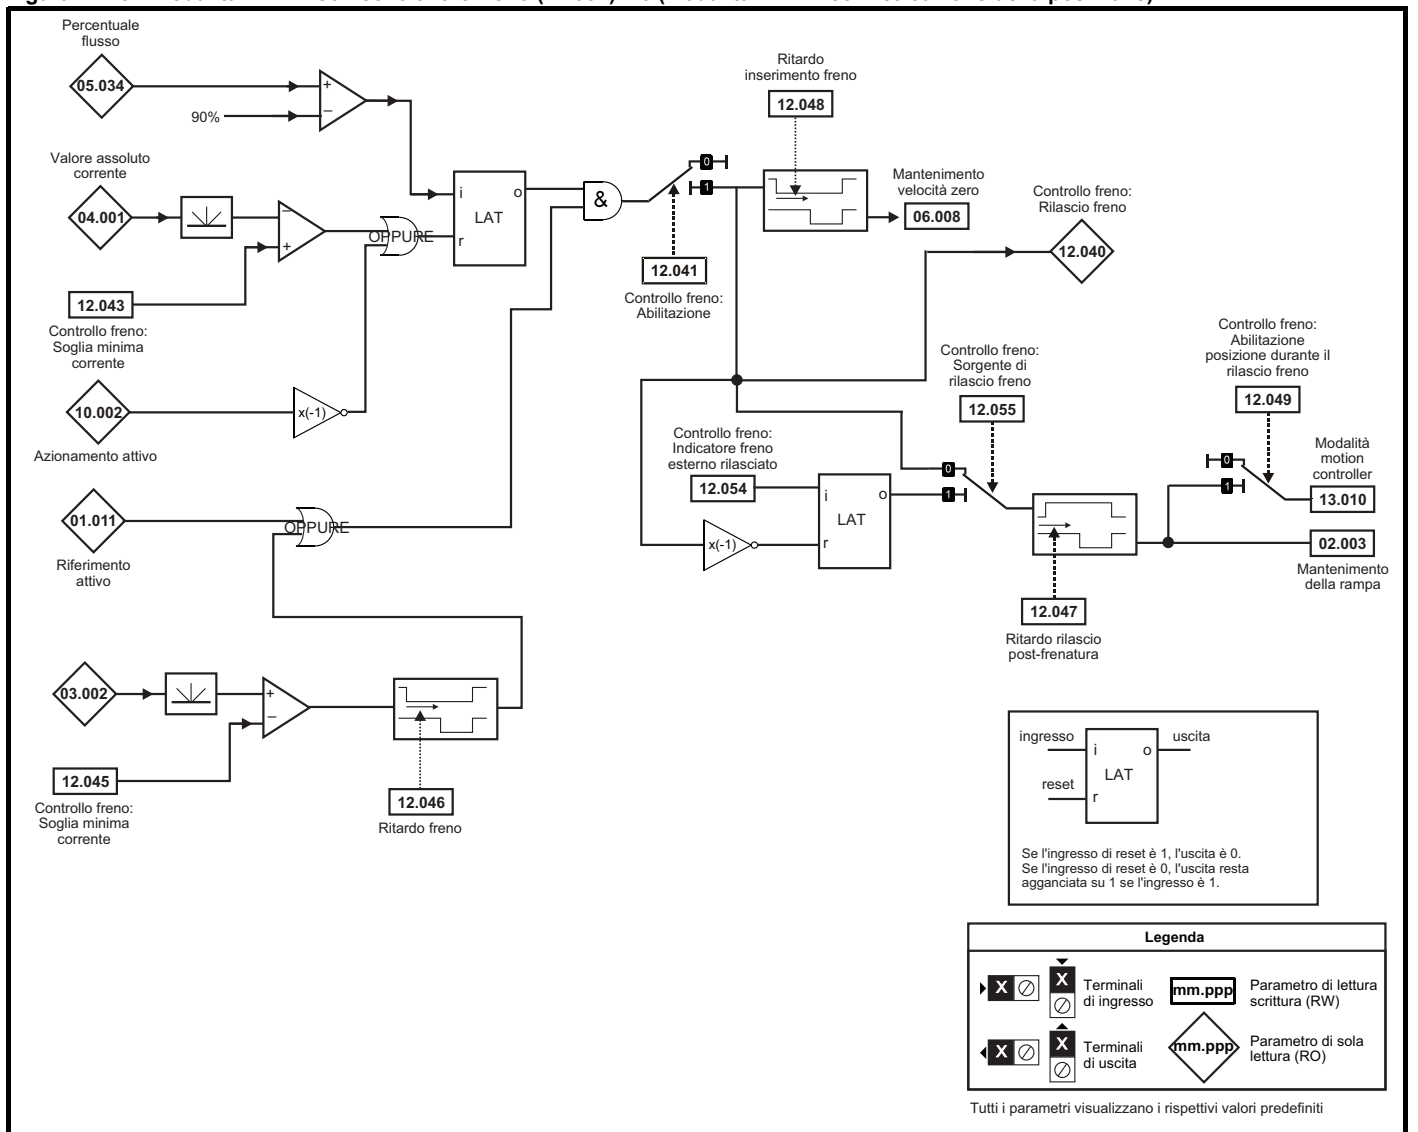 Percentuale
flusso
05.034
+
−
90%
Valore assoluto
corrente
04.001
−
+
OPPURE
12.043
Controllo freno:
Soglia minima
corrente
10.002
x(-1)
Azionamento attivo
01.011
OPPURE
Riferimento
attivo
03.002
+
−
12.045
Controllo freno:
Soglia minima
corrente
12.046
Ritardo freno
i
o
LAT
r
&
0
1
12.041
Controllo freno:
Abilitazione
Ritardo
inserimento freno
12.048
Mantenimento
velocità zero
06.008
Controllo freno:
Rilascio freno
12.040
Controllo freno:
Indicatore freno
esterno rilasciato
12.054
x(-1)
i
o
LAT
r
Controllo freno:
Sorgente di
rilascio freno
12.055
0
1
12.047
Ritardo rilascio
post-frenatura
Controllo freno:
Abilitazione
posizione durante il
rilascio freno
12.049
0
1
Modalità
motion
controller
13.010
02.003
Mantenimento
della rampa
ingresso
uscita
i
o
LAT
reset
r
Se l'ingresso di reset è 1, l'uscita è 0.
Se l'ingresso di reset è 0, l'uscita resta
agganciata su 1 se l'ingresso è 1.
Legenda
X
X
Terminali
di ingresso
mm.ppp
Parametro di lettura
scrittura (RW)
X
X
Terminali
di uscita
mm.ppp
Parametro di sola
lettura (RO)
Tutti i parametri visualizzano i rispettivi valori predefiniti